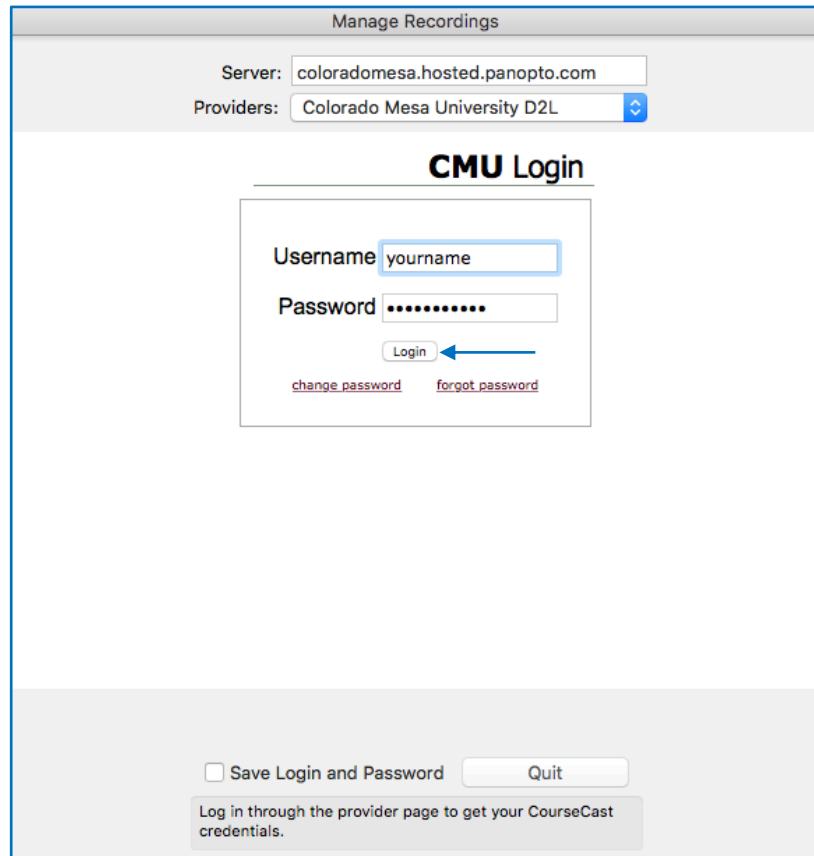 Manage Recordings
Server: coloradomesa.hosted.panopto.com
Providers: Colorado Mesa University D2L
CMU Login
Username yourname
Password •••••••••••
Login
change password forgot password
Save Login and Password Quit
Log in through the provider page to get your CourseCast
credentials.